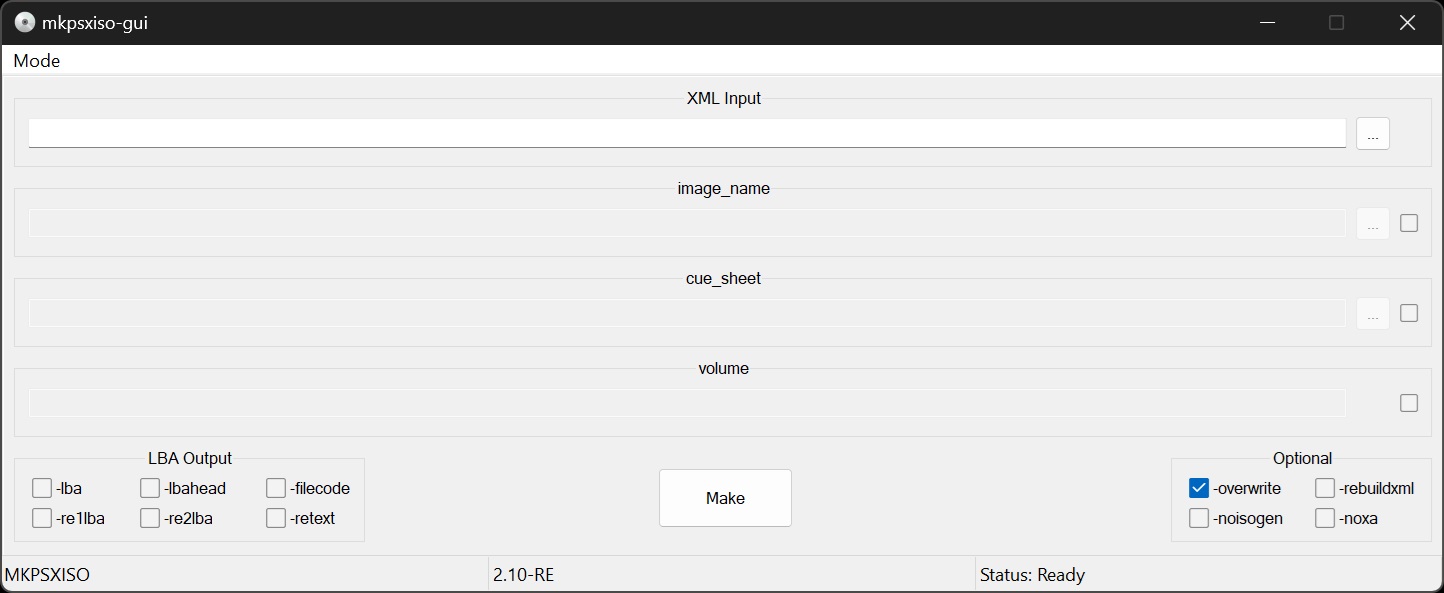 mkpsxiso-gui
Mode
XML Input
...
image_name
...
cue_sheet
...
volume
LBA Output
Optional
-lba -lbahead -filecode
-overwrite -rebuildxml
-re1lba -re2lba -retext
-noisogen -noxa
Make
MKPSXISO 2.10-RE Status: Ready